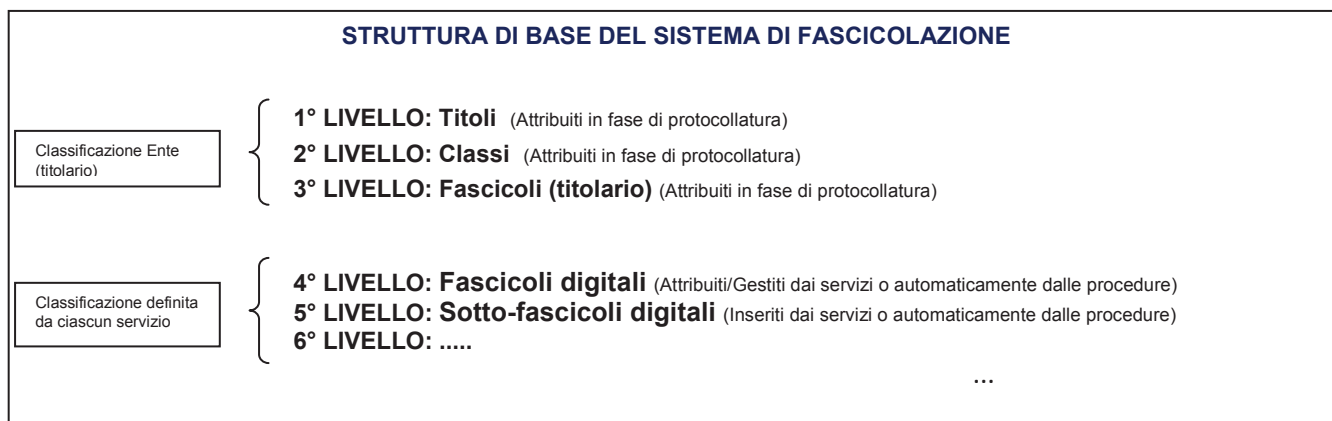 STRUTTURA DI BASE DEL SISTEMA DI FASCICOLAZIONE
Classificazione Ente
(titolario)
1° LIVELLO: Titoli (Attribuiti in fase di protocollatura)
2° LIVELLO: Classi (Attribuiti in fase di protocollatura)
3° LIVELLO: Fascicoli (titolario) (Attribuiti in fase di protocollatura)
Classificazione definita
da ciascun servizio
4° LIVELLO: Fascicoli digitali (Attribuiti/Gestiti dai servizi o automaticamente dalle procedure)
5° LIVELLO: Sotto-fascicoli digitali (Inseriti dai servizi o automaticamente dalle procedure)
6° LIVELLO: .....
...